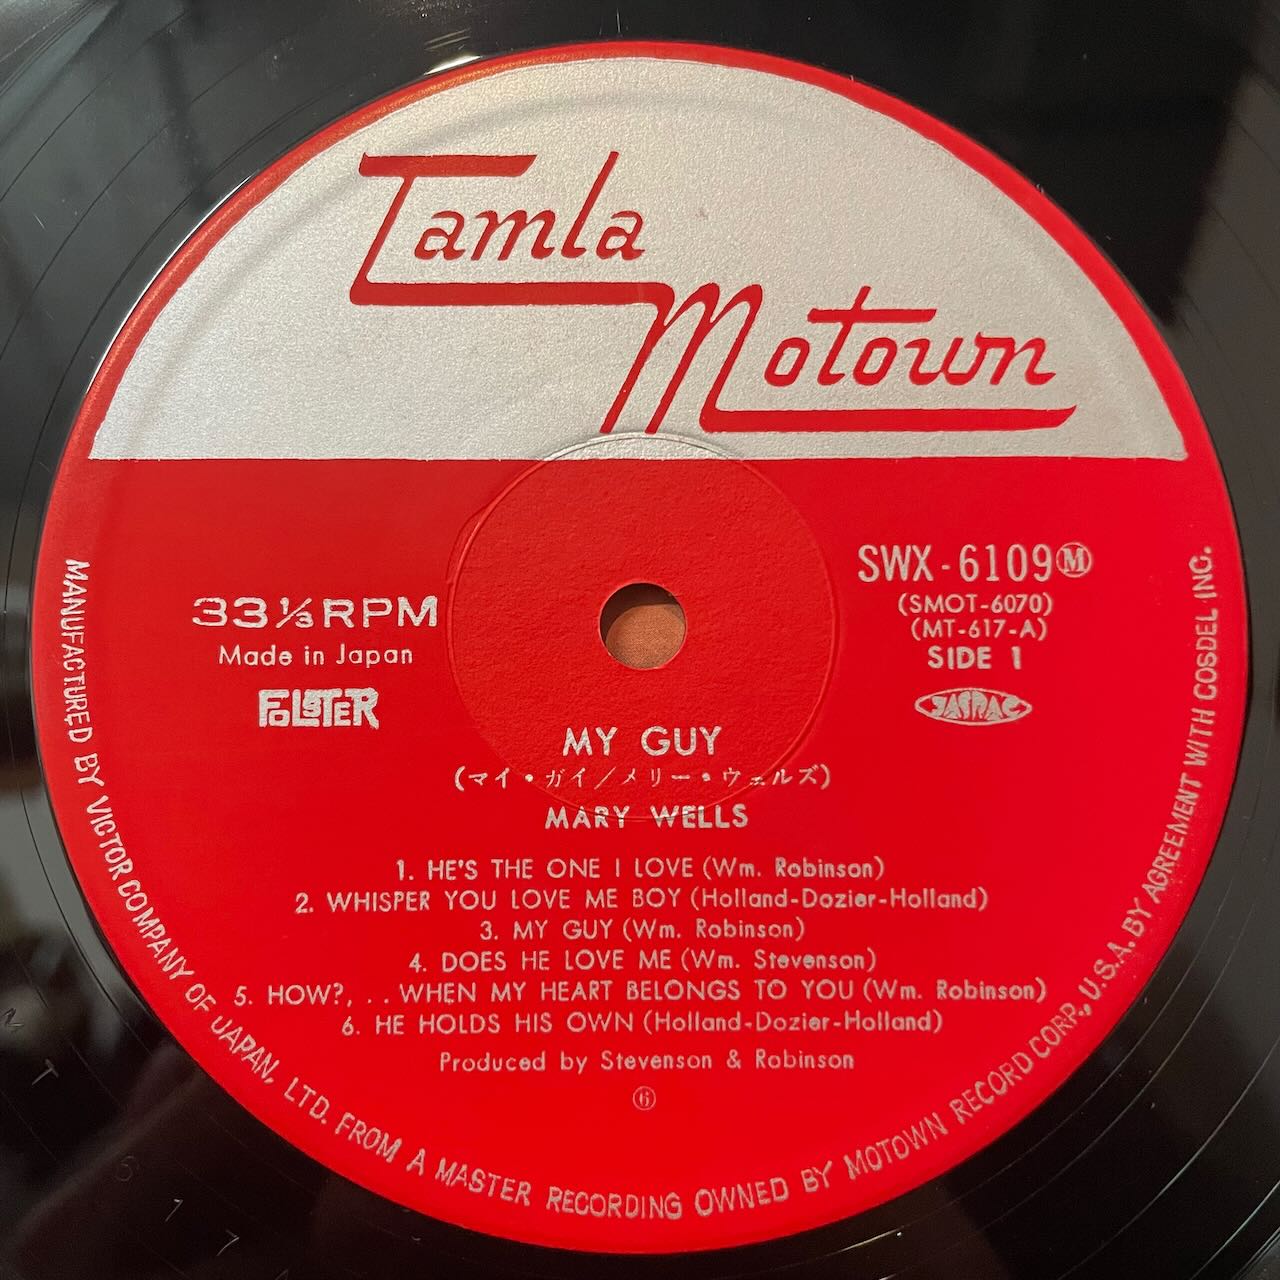 Tamla
Motown
33⅓RPM
Made in Japan
FOLSTER
SWX-6109Ⓜ
(SMOT-6070)
(MT-617-A)
SIDE 1
JASRAC
MY GUY
(マイ・ガイ／メリー・ウェルズ)
MARY WELLS
1. HE'S THE ONE I LOVE (Wm. Robinson)
2. WHISPER YOU LOVE ME BOY (Holland-Dozier-Holland)
3. MY GUY (Wm. Robinson)
4. DOES HE LOVE ME (Wm. Stevenson)
5. HOW?, . . WHEN MY HEART BELONGS TO YOU (Wm. Robinson)
6. HE HOLDS HIS OWN (Holland-Dozier-Holland)
Produced by Stevenson & Robinson
⑥
MANUFACTURED BY VICTOR COMPANY OF JAPAN, LTD. FROM A MASTER RECORDING OWNED BY MOTOWN RECORD CORP., U.S.A. BY AGREEMENT WITH COSDEL INC.
M T 6 1 7